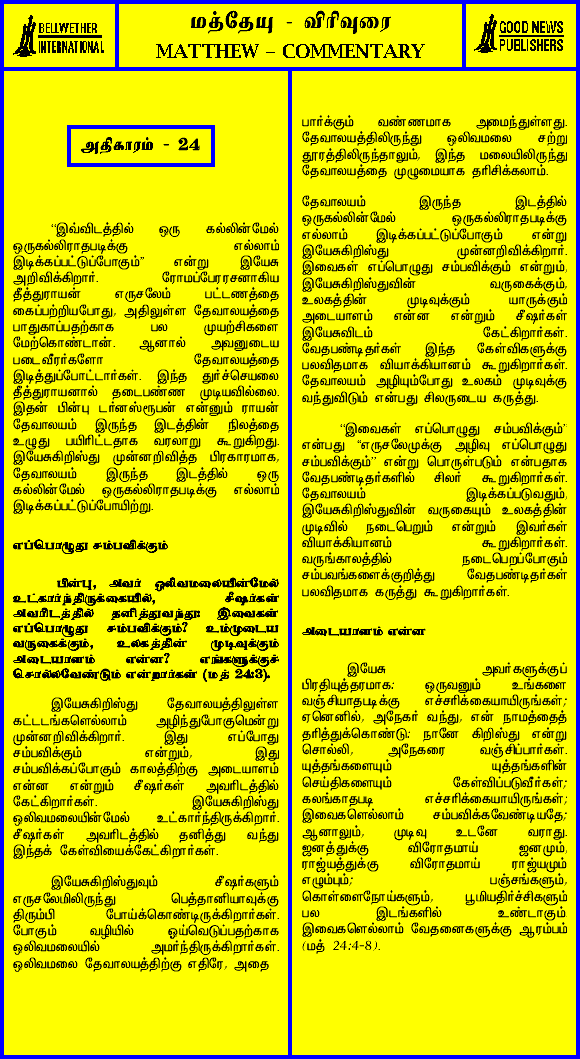 BELLWETHER
INTERNATIONAL
மத்தேயு - விரிவுரை
MATTHEW – COMMENTARY
GOOD NEWS
PUBLISHERS
அதிகாரம் - 24
“இவ்விடத்தில் ஒரு கல்லின்மேல்
ஒருகல்லிராதபடிக்கு எல்லாம்
இடிக்கப்பட்டுப்போகும்” என்று இயேசு
அறிவிக்கிறார். ரோமப்பேரரசனாகிய
தீத்துராயன் எருசலேம் பட்டணத்தை
கைப்பற்றியபோது, அதிலுள்ள தேவாலயத்தை
பாதுகாப்பதற்காக பல முயற்சிகளை
மேற்கொண்டான். ஆனால் அவனுடைய
படைவீரர்களோ தேவாலயத்தை
இடித்துப்போட்டார்கள். இந்த துர்ச்செயலை
தீத்துராயனால் தடைபண்ண முடியவில்லை.
இதன் பின்பு டர்னஸ்ரூபன் என்னும் ராயன்
தேவாலயம் இருந்த இடத்தின் நிலத்தை
உழுது பயிரிட்டதாக வரலாறு கூறுகிறது.
இயேசுகிறிஸ்து முன்னறிவித்த பிரகாரமாக,
தேவாலயம் இருந்த இடத்தில் ஒரு
கல்லின்மேல் ஒருகல்லிராதபடிக்கு எல்லாம்
இடிக்கப்பட்டுப்போயிற்று.
எப்பொழுது சம்பவிக்கும்
பின்பு, அவர் ஒலிவமலையின்மேல்
உட்கார்ந்திருக்கையில், சீஷர்கள்
அவரிடத்தில் தனித்துவந்து: இவைகள்
எப்பொழுது சம்பவிக்கும்? உம்முடைய
வருகைக்கும், உலகத்தின் முடிவுக்கும்
அடையாளம் என்ன? எங்களுக்குச்
சொல்லவேண்டும் என்றார்கள் (மத் 24:3).
இயேசுகிறிஸ்து தேவாலயத்திலுள்ள
கட்டடங்களெல்லாம் அழிந்துபோகுமென்று
முன்னறிவிக்கிறார். இது எப்போது
சம்பவிக்கும் என்றும், இது
சம்பவிக்கப்போகும் காலத்திற்கு அடையாளம்
என்ன என்றும் சீஷர்கள் அவரிடத்தில்
கேட்கிறார்கள். இயேசுகிறிஸ்து
ஒலிவமலையின்மேல் உட்கார்ந்திருக்கிறார்.
சீஷர்கள் அவரிடத்தில் தனித்து வந்து
இந்தக் கேள்வியைக்கேட்கிறார்கள்.
இயேசுகிறிஸ்துவும் சீஷர்களும்
எருசலேமிலிருந்து பெத்தானியாவுக்கு
திரும்பி போய்க்கொண்டிருக்கிறார்கள்.
போகும் வழியில் ஓய்வெடுப்பதற்காக
ஒலிவமலையில் அமர்ந்திருக்கிறார்கள்.
ஒலிவமலை தேவாலயத்திற்கு எதிரே, அதை
பார்க்கும் வண்ணமாக அமைந்துள்ளது.
தேவாலயத்திலிருந்து ஒலிவமலை சற்று
தூரத்திலிருந்தாலும், இந்த மலையிலிருந்து
தேவாலயத்தை முழுமையாக தரிசிக்கலாம்.
தேவாலயம் இருந்த இடத்தில்
ஒருகல்லின்மேல் ஒருகல்லிராதபடிக்கு
எல்லாம் இடிக்கப்பட்டுப்போகும் என்று
இயேசுகிறிஸ்து முன்னறிவிக்கிறார்.
இவைகள் எப்பொழுது சம்பவிக்கும் என்றும்,
இயேசுகிறிஸ்துவின் வருகைக்கும்,
உலகத்தின் முடிவுக்கும் யாருக்கும்
அடையாளம் என்ன என்றும் சீஷர்கள்
இயேசுவிடம் கேட்கிறார்கள்.
வேதபண்டிதர்கள் இந்த கேள்விகளுக்கு
பலவிதமாக வியாக்கியானம் கூறுகிறார்கள்.
தேவாலயம் அழியும்போது உலகம் முடிவுக்கு
வந்துவிடும் என்பது சிலருடைய கருத்து.
“இவைகள் எப்பொழுது சம்பவிக்கும்”
என்பது “எருசலேமுக்கு அழிவு எப்பொழுது
சம்பவிக்கும்” என்று பொருள்படும் என்பதாக
வேதபண்டிதர்களில் சிலர் கூறுகிறார்கள்.
தேவாலயம் இடிக்கப்படுவதும்,
இயேசுகிறிஸ்துவின் வருகையும் உலகத்தின்
முடிவில் நடைபெறும் என்றும் இவர்கள்
வியாக்கியானம் கூறுகிறார்கள்.
வருங்காலத்தில் நடைபெறப்போகும்
சம்பவங்களைக்குறித்து வேதபண்டிதர்கள்
பலவிதமாக கருத்து கூறுகிறார்கள்.
அடையாளம் என்ன
இயேசு அவர்களுக்குப்
பிரதியுத்தரமாக: ஒருவனும் உங்களை
வஞ்சியாதபடிக்கு எச்சரிக்கையாயிருங்கள்;
ஏனெனில், அநேகர் வந்து, என் நாமத்தைத்
தரித்துக்கொண்டு: நானே கிறிஸ்து என்று
சொல்லி, அநேகரை வஞ்சிப்பார்கள்.
யுத்தங்களையும் யுத்தங்களின்
செய்திகளையும் கேள்விப்படுவீர்கள்;
கலங்காதபடி எச்சரிக்கையாயிருங்கள்;
இவைகளெல்லாம் சம்பவிக்கவேண்டியதே;
ஆனாலும், முடிவு உடனே வராது.
ஜனத்துக்கு விரோதமாய் ஜனமும்,
ராஜ்யத்துக்கு விரோதமாய் ராஜ்யமும்
எழும்பும்; பஞ்சங்களும்,
கொள்ளைநோய்களும், பூமியதிர்ச்சிகளும்
பல இடங்களில் உண்டாகும்.
இவைகளெல்லாம் வேதனைகளுக்கு ஆரம்பம்
(மத் 24:4-8).